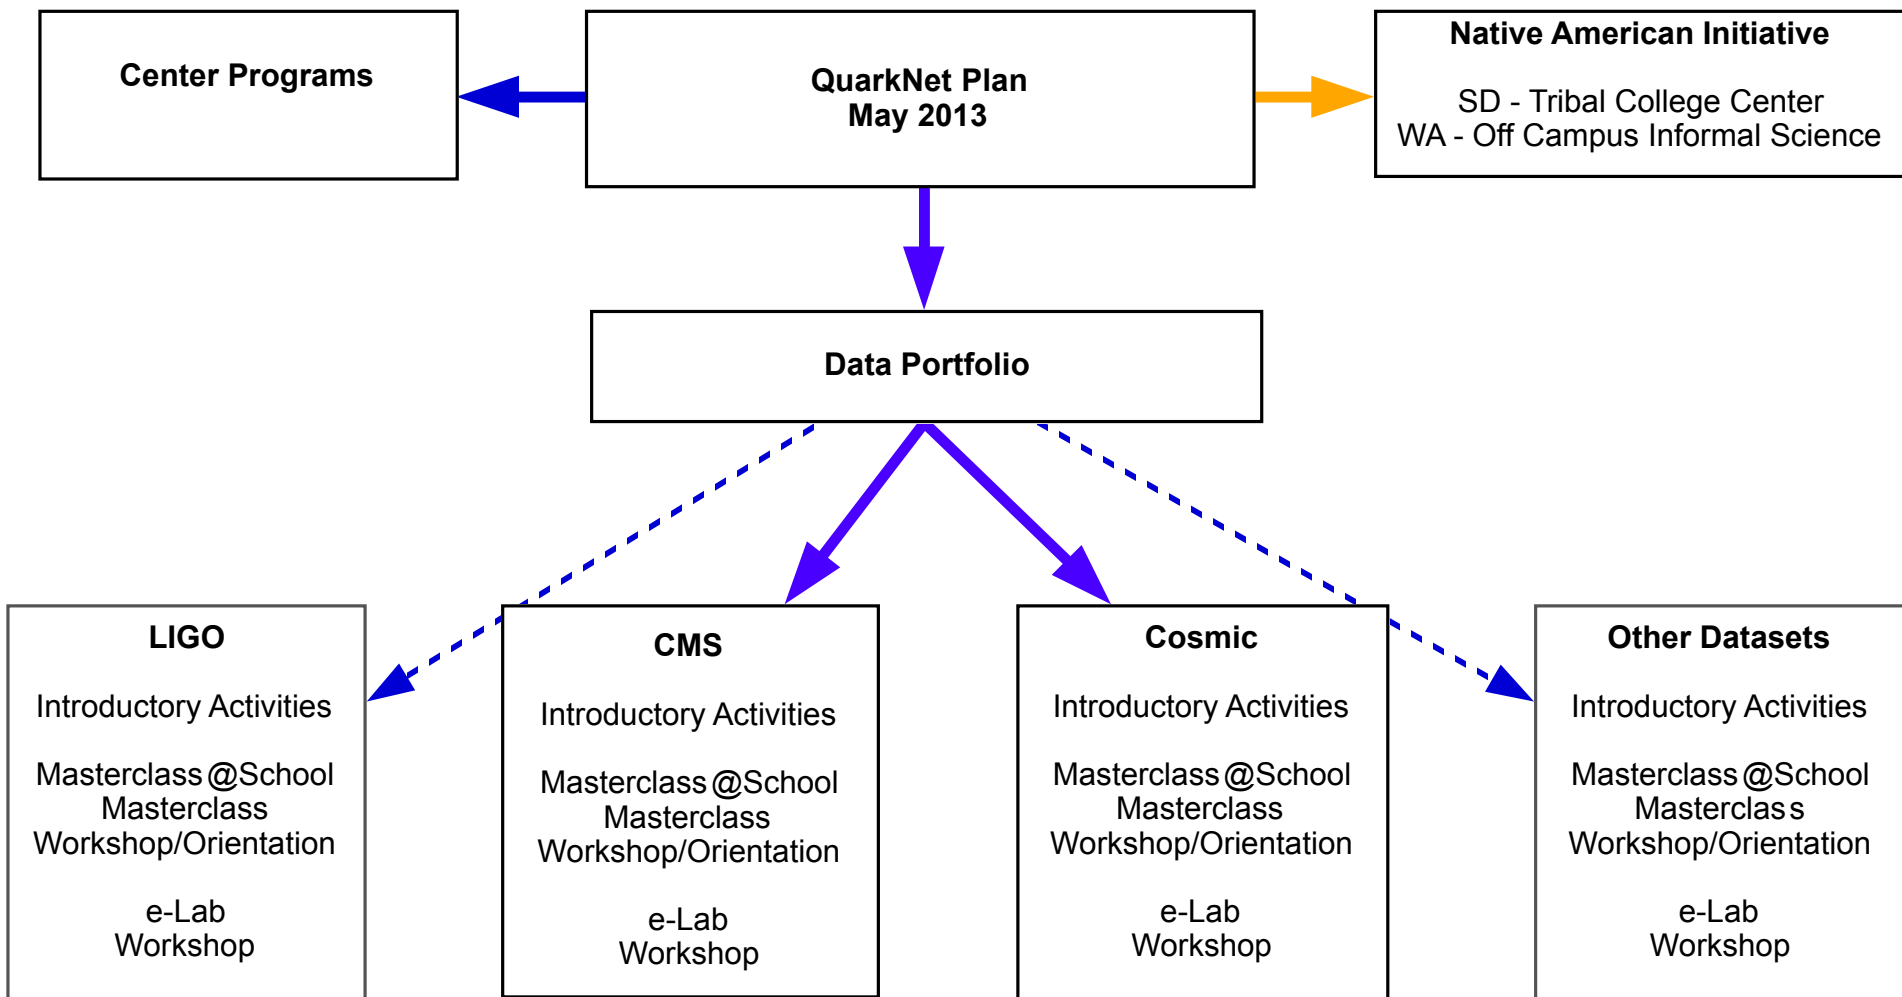 Center Programs
QuarkNet Plan
May 2013
Native American Initiative
SD - Tribal College Center
WA - Off Campus Informal Science
Data Portfolio
LIGO
Introductory Activities
Masterclass@School
Masterclass
Workshop/Orientation
e-Lab
Workshop
CMS
Introductory Activities
Masterclass@School
Masterclass
Workshop/Orientation
e-Lab
Workshop
Cosmic
Introductory Activities
Masterclass@School
Masterclass
Workshop/Orientation
e-Lab
Workshop
Other Datasets
Introductory Activities
Masterclass@School
Masterclass
Workshop/Orientation
e-Lab
Workshop